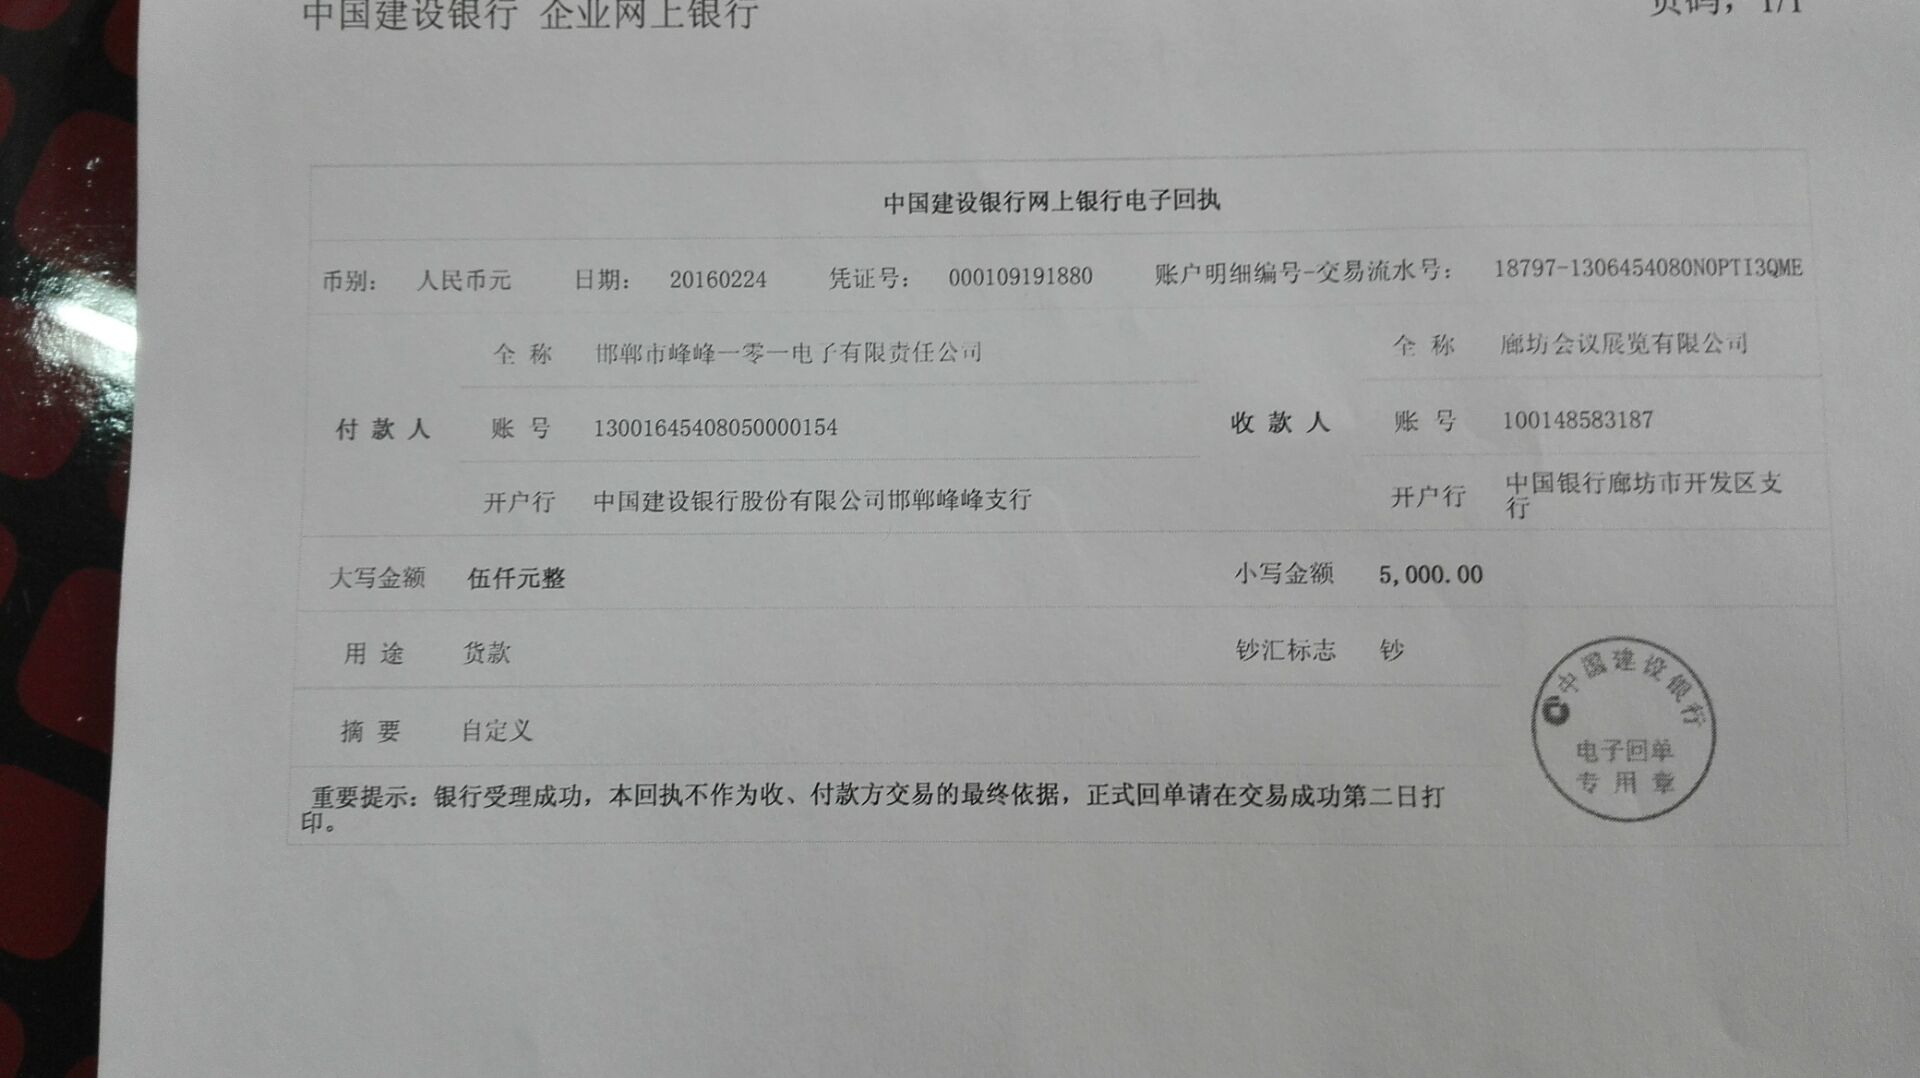 中国建设银行 企业网上银行 页码，1/1
中国建设银行网上银行电子回执
币别： 人民币元 日期： 20160224 凭证号： 000109191880 账户明细编号-交易流水号： 18797-1306454080N0PTI3QME
全 称 邯郸市峰峰一零一电子有限责任公司 全 称 廊坊会议展览有限公司
付 款 人 账 号 13001645408050000154 收 款 人 账 号 100148583187
开户行 中国建设银行股份有限公司邯郸峰峰支行 开户行 中国银行廊坊市开发区支
行
大写金额 伍仟元整 小写金额 5,000.00
用 途 货款 钞汇标志 钞
摘 要 自定义
中国建设银行
电子回单
专用章
重要提示：银行受理成功，本回执不作为收、付款方交易的最终依据，正式回单请在交易成功第二日打
印。